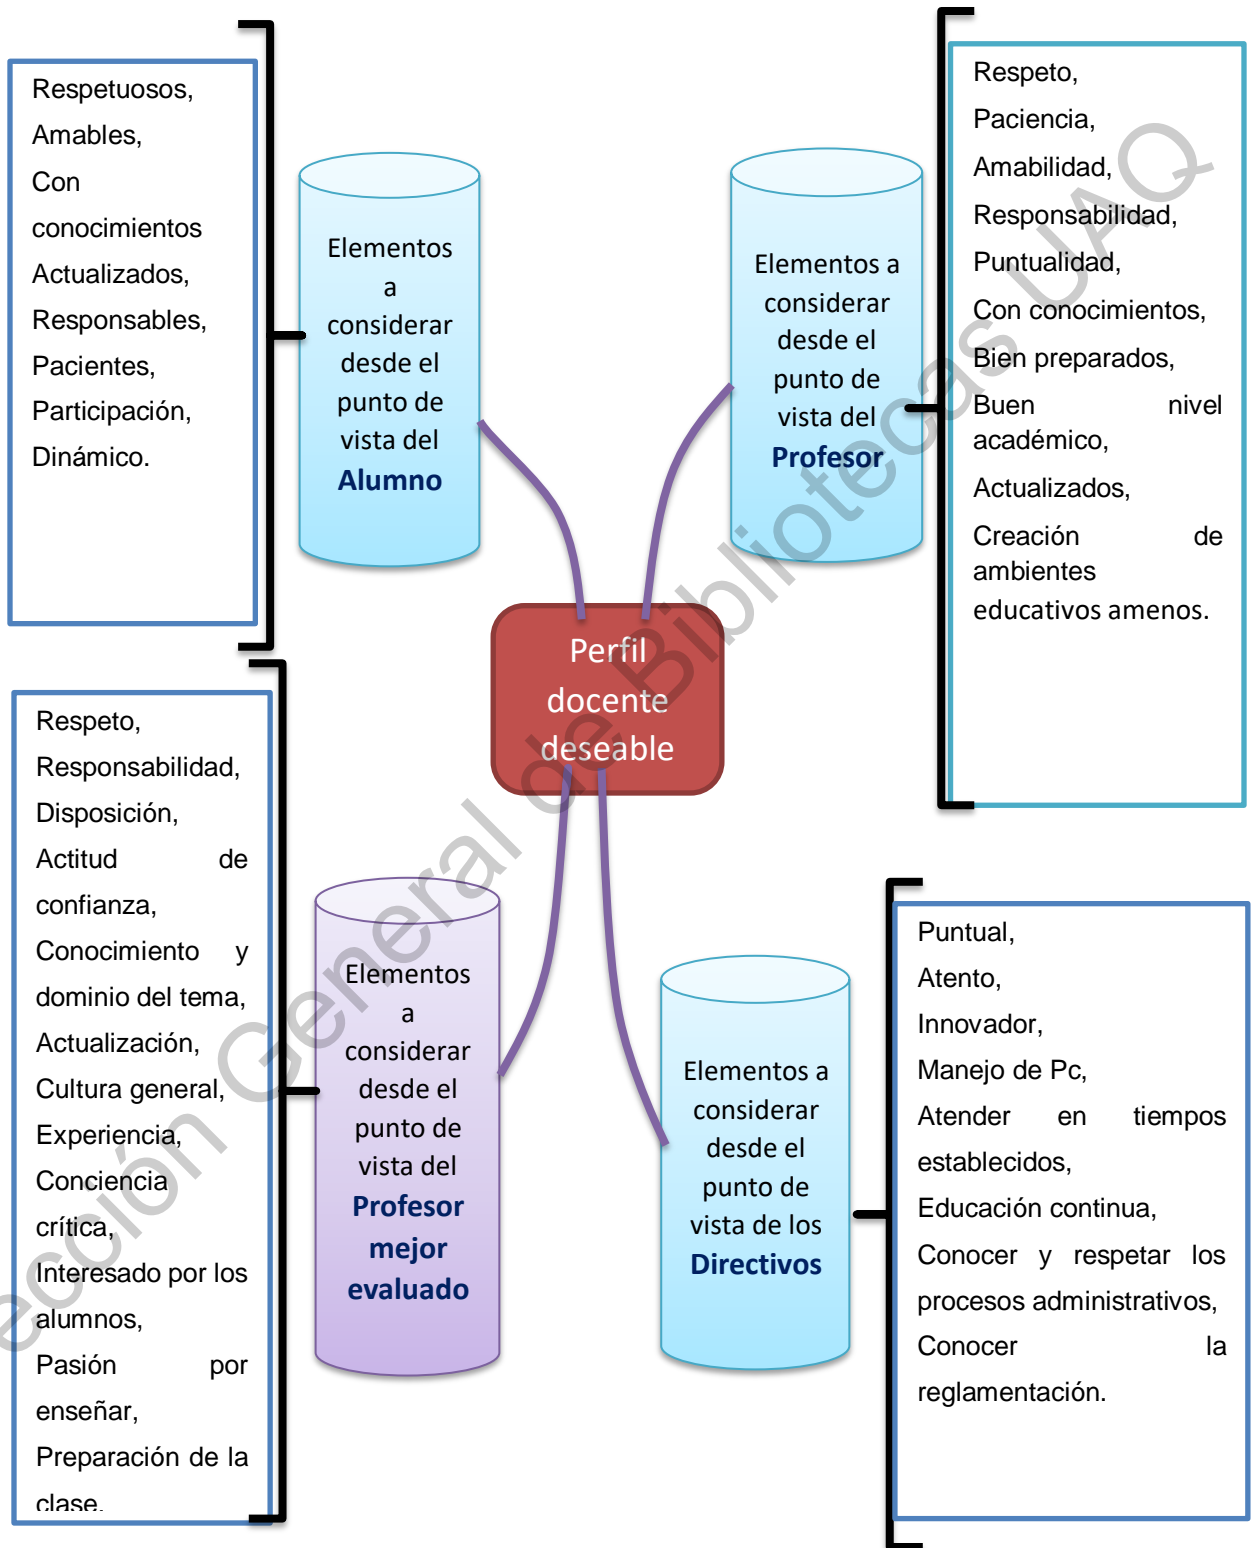 Respetuosos,
Amables,
Con
conocimientos
Actualizados,
Responsables,
Pacientes,
Participación,
Dinámico.
Elementos
a
considerar
desde el
punto de
vista del
Alumno
Elementos a
considerar
desde el
punto de
vista del
Profesor
Respeto,
Paciencia,
Amabilidad,
Responsabilidad,
Puntualidad,
Con conocimientos,
Bien preparados,
Buen nivel
académico,
Actualizados,
Creación de
ambientes
educativos amenos.
Perfil
docente
deseable
Respeto,
Responsabilidad,
Disposición,
Actitud de
confianza,
Conocimiento y
dominio del tema,
Actualización,
Cultura general,
Experiencia,
Conciencia
crítica,
Interesado por los
alumnos,
Pasión por
enseñar,
Preparación de la
clase.
Elementos
a
considerar
desde el
punto de
vista del
Profesor
mejor
evaluado
Elementos a
considerar
desde el
punto de
vista de los
Directivos
Puntual,
Atento,
Innovador,
Manejo de Pc,
Atender en tiempos
establecidos,
Educación continua,
Conocer y respetar los
procesos administrativos,
Conocer la
reglamentación.
ección General de Bibliotecas UAQ